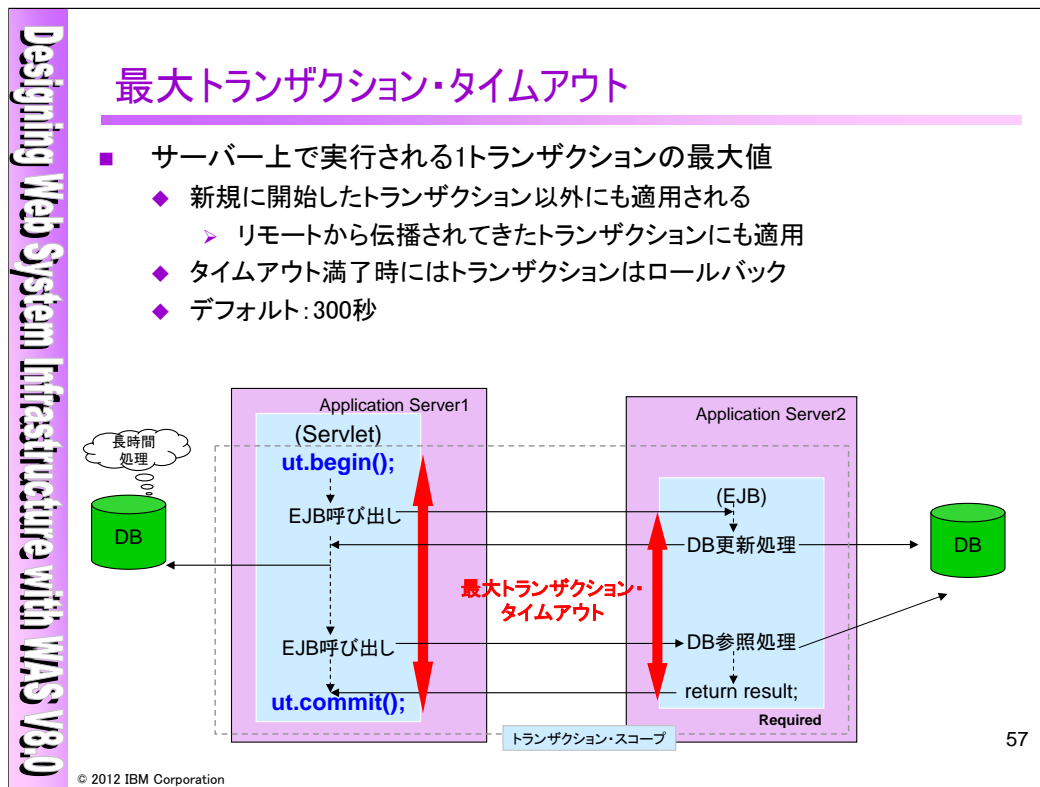 Designing Web System Infrastructure with WAS V8.0
最大トランザクション・タイムアウト
サーバー上で実行される1トランザクションの最大値
新規に開始したトランザクション以外にも適用される
リモートから伝播されてきたトランザクションにも適用
タイムアウト満了時にはトランザクションはロールバック
デフォルト：300秒
Application Server1
(Servlet)
ut.begin();
EJB呼び出し
EJB呼び出し
ut.commit();
長時間
処理
DB
最大トランザクション・
タイムアウト
Application Server2
(EJB)
DB更新処理
DB参照処理
return result;
Required
DB
トランザクション・スコープ
57
© 2012 IBM Corporation